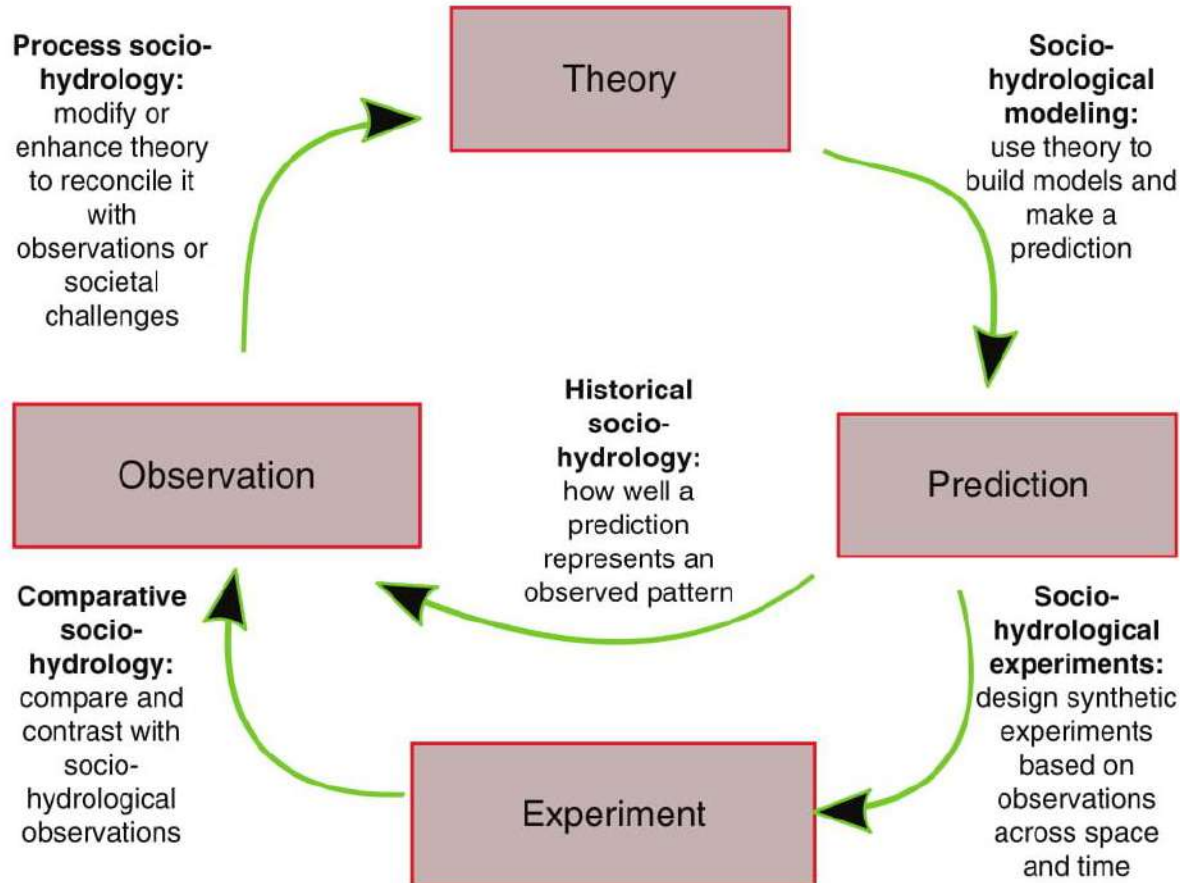 Process socio-
hydrology:
modify or
enhance theory
to reconcile it
with
observations or
societal
challenges
Theory
Socio-
hydrological
modeling:
use theory to
build models and
make a
prediction
Observation
Historical
socio-
hydrology:
how well a
prediction
represents an
observed pattern
Prediction
Comparative
socio-
hydrology:
compare and
contrast with
socio-
hydrological
observations
Experiment
Socio-
hydrological
experiments:
design synthetic
experiments
based on
observations
across space
and time